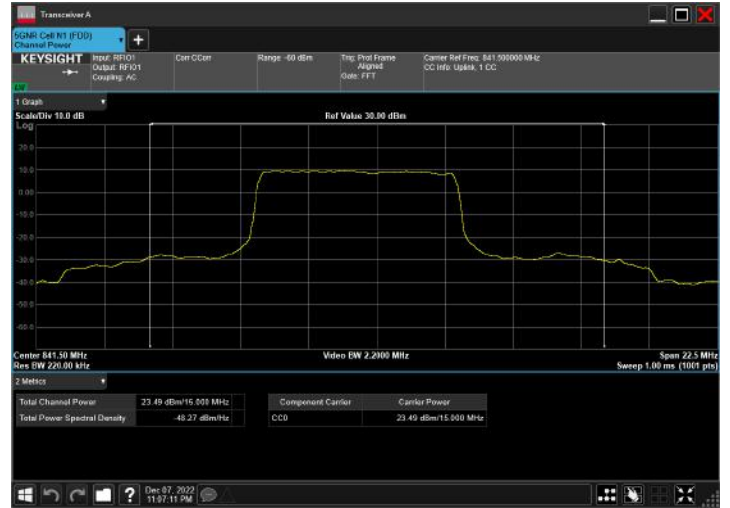 Transceiver A
5GNR Cell N1 (FDD)
Channel Power
KEYSIGHT
Input: RFIO1
Output: RFIO1
Coupling: AC
Corr CCorr
Range -60 dBm
Trig: Prot Frame
Aligned
Gate: FFT
Carrier Ref Freq: 841.500000 MHz
CC Info: Uplink, 1 CC
1 Graph
Scale/Div 10.0 dB
Ref Value 30.00 dBm
Log
20.0
10.0
0.00
-10.0
-20.0
-30.0
-40.0
-50.0
-60.0
Center 841.50 MHz
Video BW 2.2000 MHz
Span 22.5 MHz
Res BW 220.00 kHz
Sweep 1.00 ms (1001 pts)
2 Metrics
Total Channel Power 23.49 dBm/15.000 MHz
Total Power Spectral Density -48.27 dBm/Hz
Component Carrier Carrier Power
CC0 23.49 dBm/15.000 MHz
Dec 07, 2022
11:07:11 PM